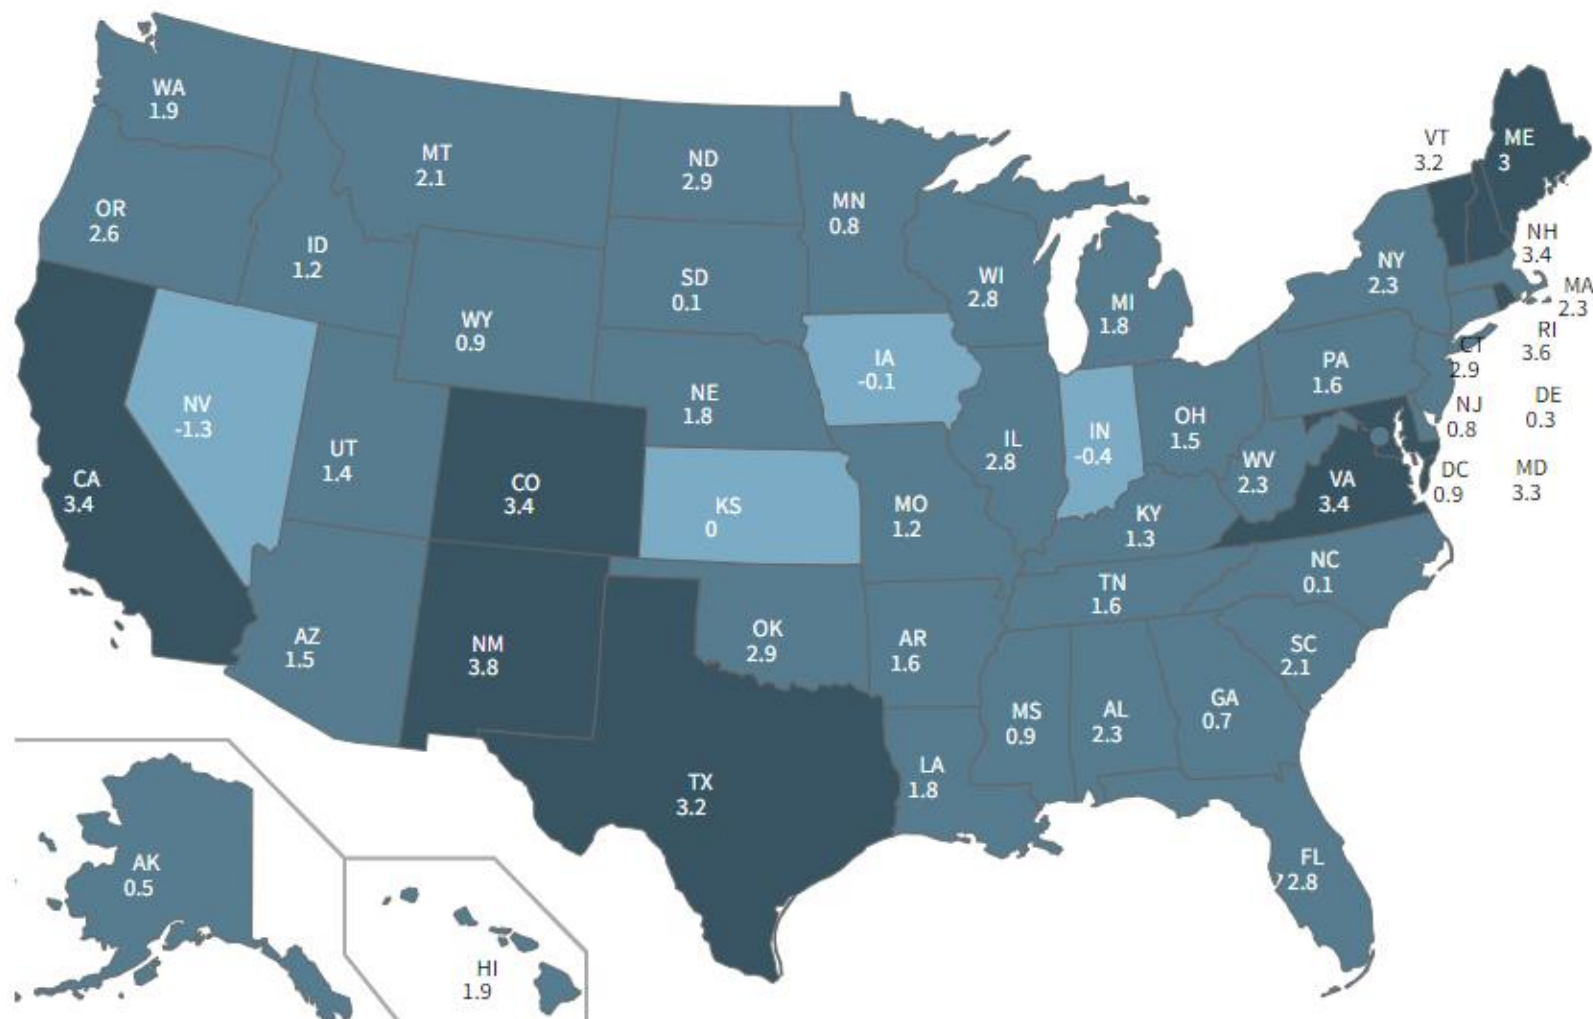 WA
1.9
MT
2.1
ND
2.9
OR
2.6
ID
1.2
MN
0.8
VT
3.2
ME
3
NH
3.4
SD
0.1
WI
2.8
MI
1.8
NY
2.3
MA
2.3
WY
0.9
RI
3.6
IA
-0.1
PA
1.6
CT
2.9
NV
-1.3
NE
1.8
OH
1.5
NJ
0.8
DE
0.3
UT
1.4
IL
2.8
IN
-0.4
CA
3.4
CO
3.4
WV
2.3
VA
3.4
DC
0.9
MD
3.3
KS
0
MO
1.2
KY
1.3
NC
0.1
TN
1.6
AZ
1.5
NM
3.8
OK
2.9
AR
1.6
SC
2.1
MS
0.9
AL
2.3
GA
0.7
TX
3.2
LA
1.8
AK
0.5
FL
2.8
HI
1.9